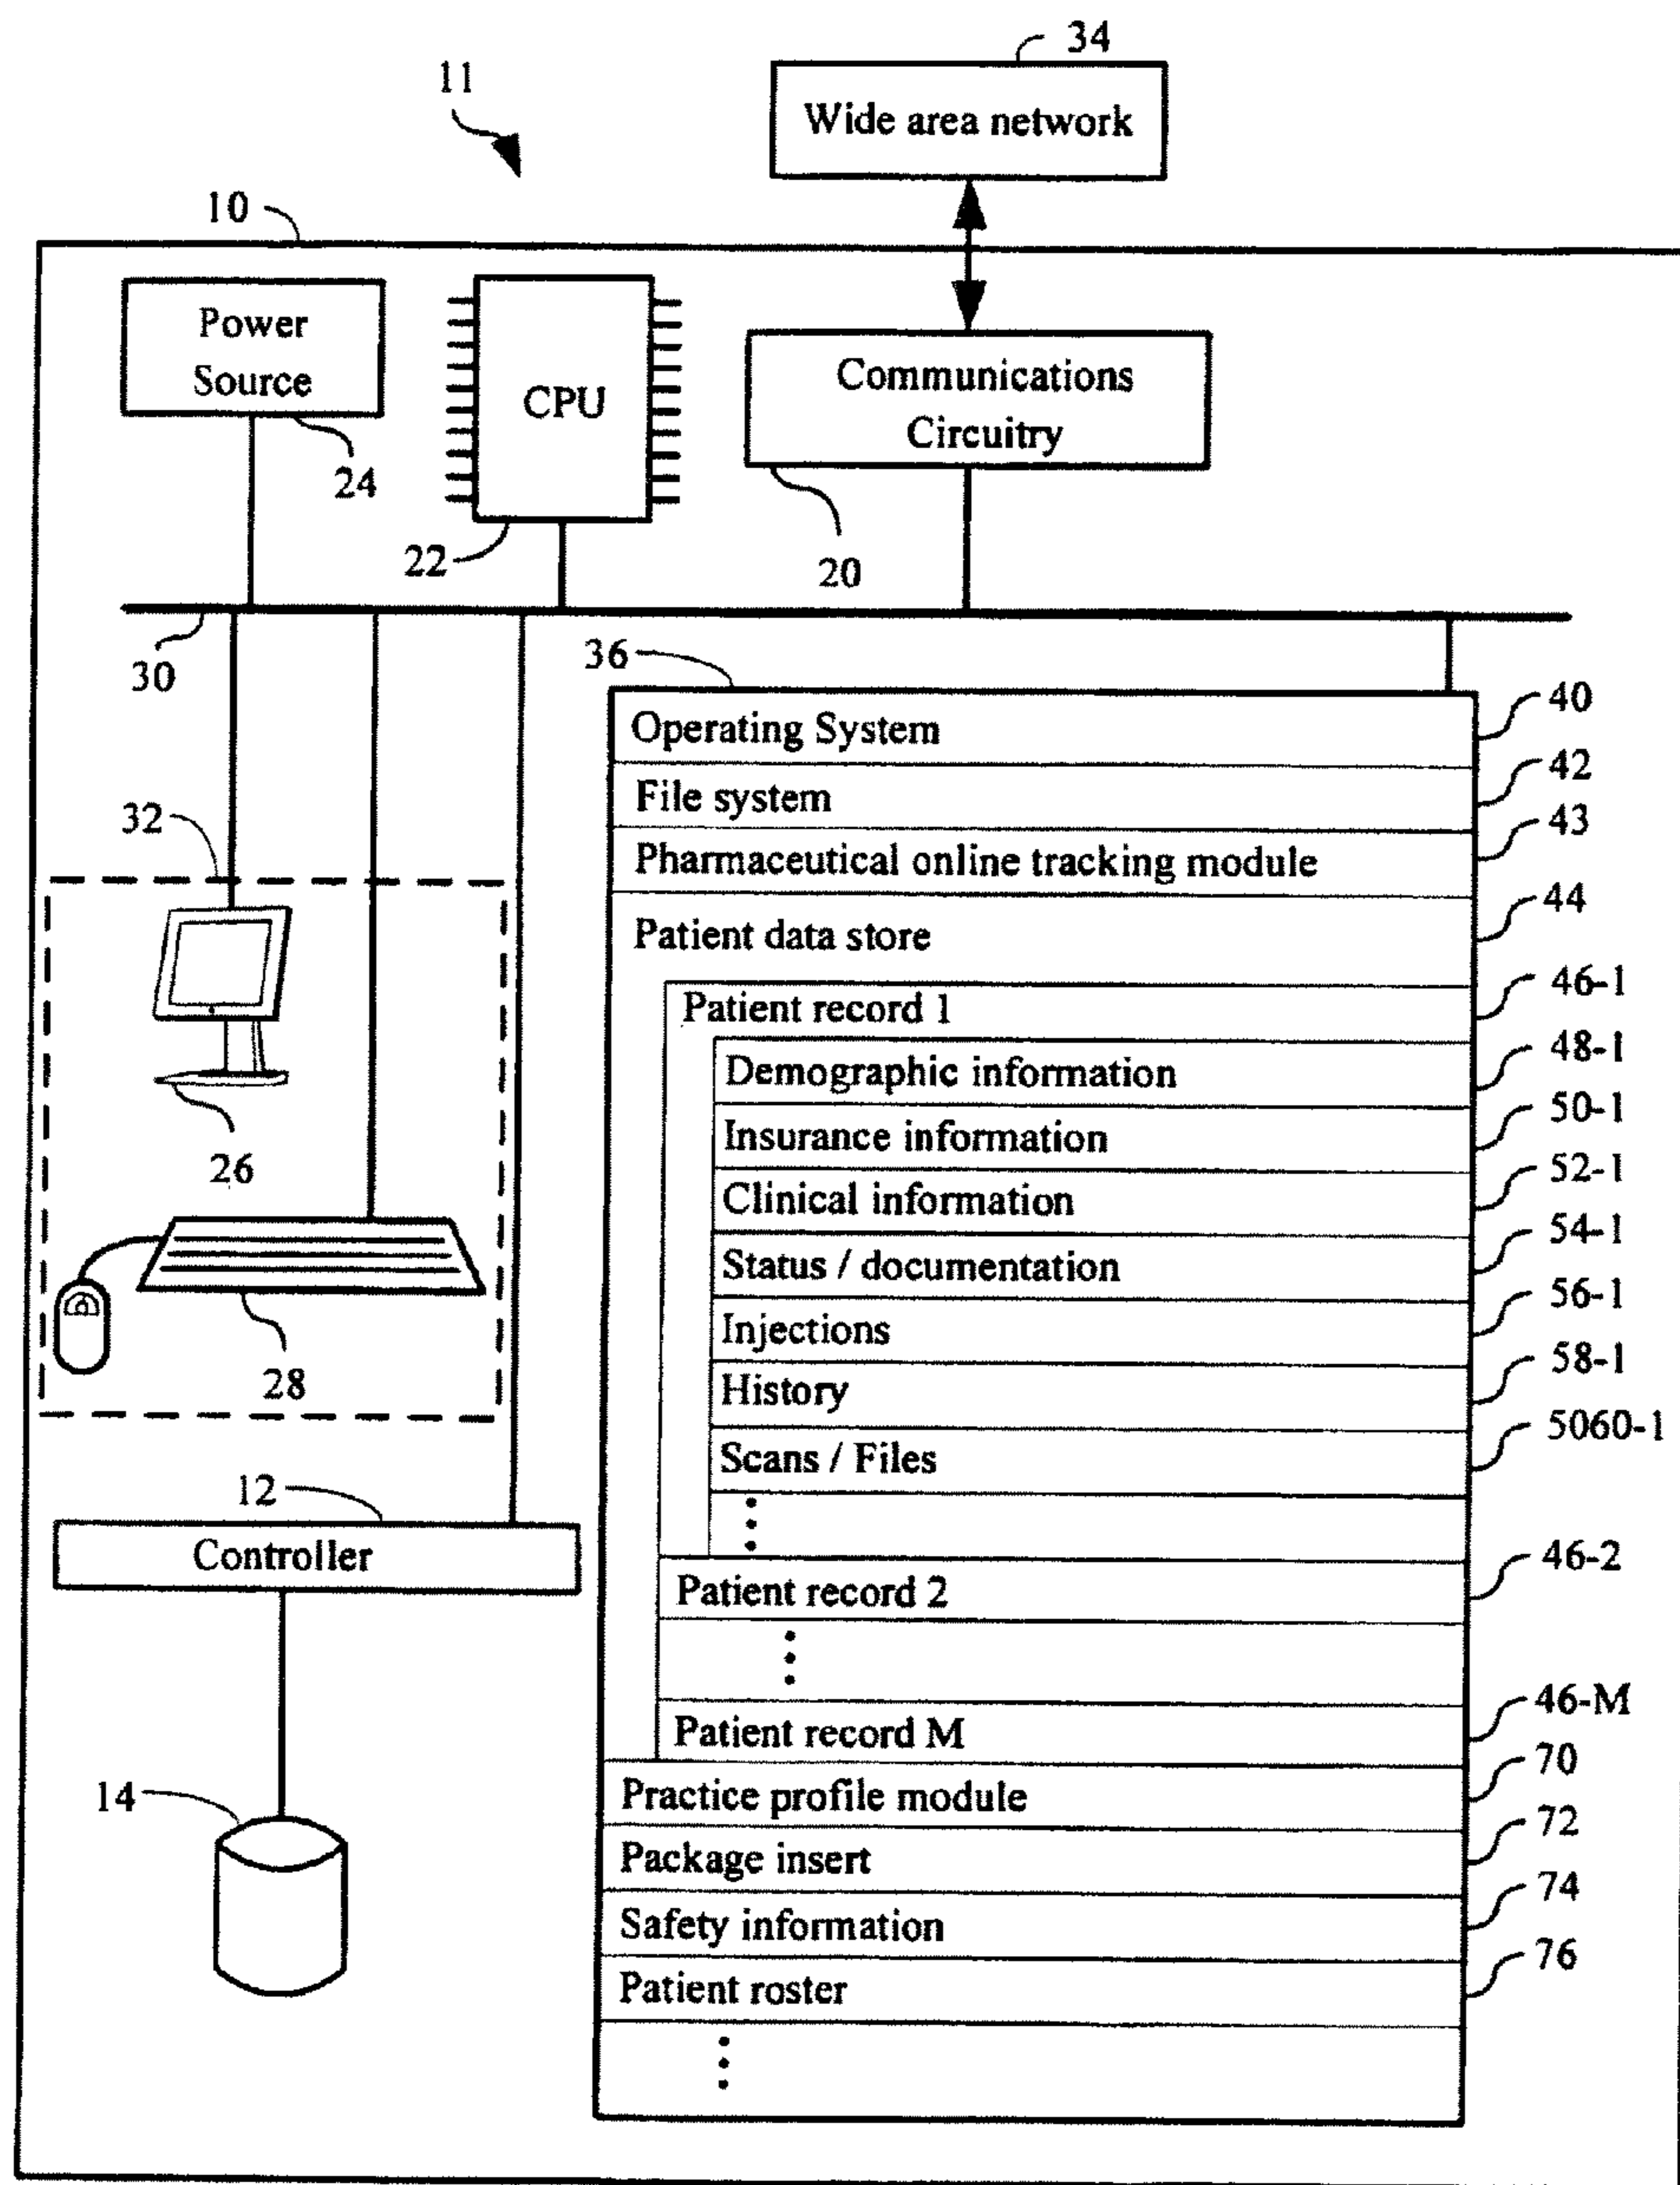 34
11
Wide area network
10
Power
Source
CPU
Communications
Circuitry
24
22
20
30
36
Operating System
40
File system
42
Pharmaceutical online tracking module
43
32
Patient data store
44
Patient record 1
46-1
Demographic information
48-1
Insurance information
50-1
26
Clinical information
52-1
Status / documentation
54-1
Injections
56-1
28
History
58-1
Scans / Files
5060-1
12
Controller
Patient record 2
46-2
Patient record M
46-M
14
Practice profile module
70
Package insert
72
Safety information
74
Patient roster
76